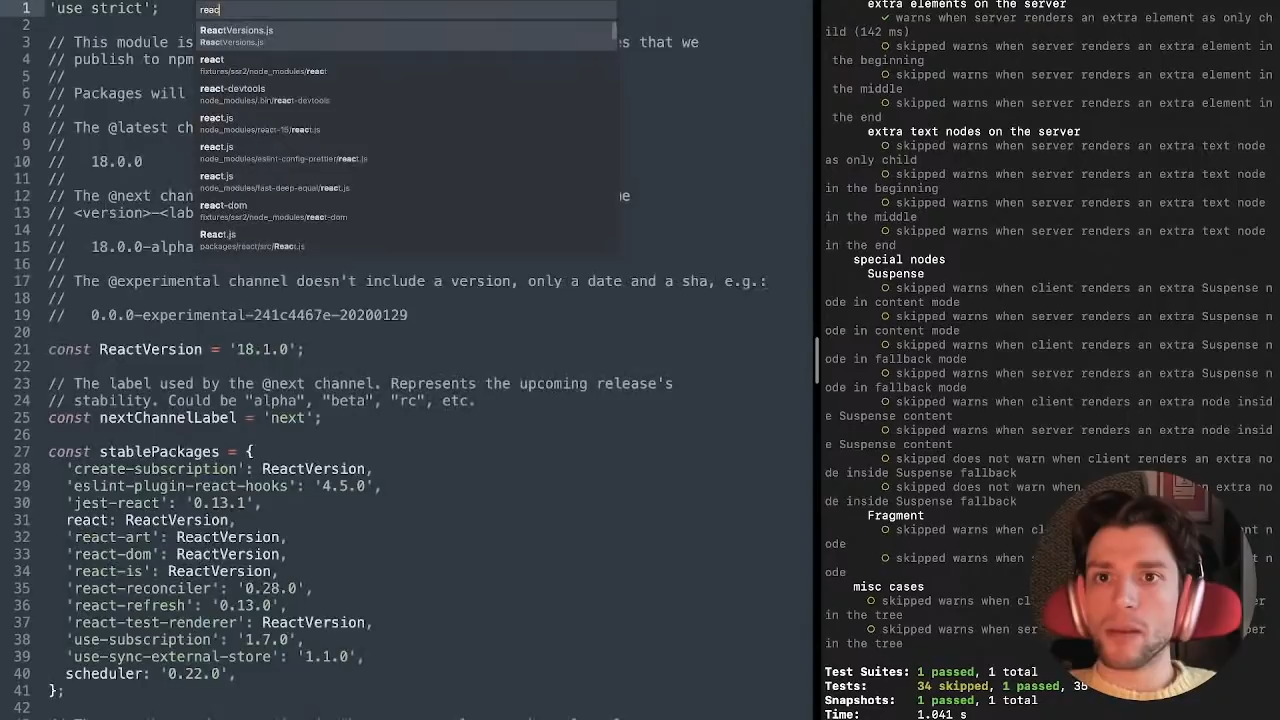 1 'use strict';
2
3 // This module is
4 // publish to npm
5 //
6 // Packages will
7 //
8 // The @latest ch
9 //
10 //   18.0.0
11 //
12 // The @next chan
13 // <version>-<lab
14 //
15 //   18.0.0-alpha
16 //
17 // The @experimental channel doesn't include a version, only a date and a sha, e.g.:
18 //
19 //   0.0.0-experimental-241c4467e-20200129
20
21 const ReactVersion = '18.1.0';
22
23 // The label used by the @next channel. Represents the upcoming release's
24 // stability. Could be "alpha", "beta", "rc", etc.
25 const nextChannelLabel = 'next';
26
27 const stablePackages = {
28   'create-subscription': ReactVersion,
29   'eslint-plugin-react-hooks': '4.5.0',
30   'jest-react': '0.13.1',
31   react: ReactVersion,
32   'react-art': ReactVersion,
33   'react-dom': ReactVersion,
34   'react-is': ReactVersion,
35   'react-reconciler': '0.28.0',
36   'react-refresh': '0.13.0',
37   'react-test-renderer': ReactVersion,
38   'use-subscription': '1.7.0',
39   'use-sync-external-store': '1.1.0',
40   scheduler: '0.22.0',
41 };
42
reac
ReactVersions.js
ReactVersions.js
react
fixtures/ssr2/node_modules/react
react-devtools
node_modules/.bin/react-devtools
react.js
node_modules/react-15/react.js
react.js
node_modules/eslint-config-prettier/react.js
react.js
node_modules/fast-deep-equal/react.js
react-dom
fixtures/ssr2/node_modules/react-dom
React.js
packages/react/src/React.js
es that we
extra elements on the server
✓ warns when server renders an extra element as only ch
ild (142 ms)
○ skipped warns when server renders an extra element in
the beginning
○ skipped warns when server renders an extra element in
the middle
○ skipped warns when server renders an extra element in
the end
extra text nodes on the server
○ skipped warns when server renders an extra text node
as only child
○ skipped warns when server renders an extra text node
in the beginning
○ skipped warns when server renders an extra text node
in the middle
○ skipped warns when server renders an extra text node
in the end
special nodes
Suspense
○ skipped warns when client renders an extra Suspense n
ode in content mode
○ skipped warns when server renders an extra Suspense n
ode in content mode
○ skipped warns when client renders an extra Suspense n
ode in fallback mode
○ skipped warns when server renders an extra Suspense n
ode in fallback mode
○ skipped warns when client renders an extra node insid
e Suspense content
○ skipped warns when server renders an extra node insid
e Suspense content
○ skipped does not warn when client renders an extra no
de inside Suspense fallback
○ skipped does not warn when server renders an extra no
de inside Suspense fallback
Fragment
○ skipped warns when cl
ode
○ skipped warns when se
ode
misc cases
○ skipped warns when cl
in the tree
○ skipped warns when ser
in the tree
Test Suites: 1 passed, 1 total
Tests: 34 skipped, 1 passed, 35
Snapshots: 1 passed, 1 total
Time: 1.041 s